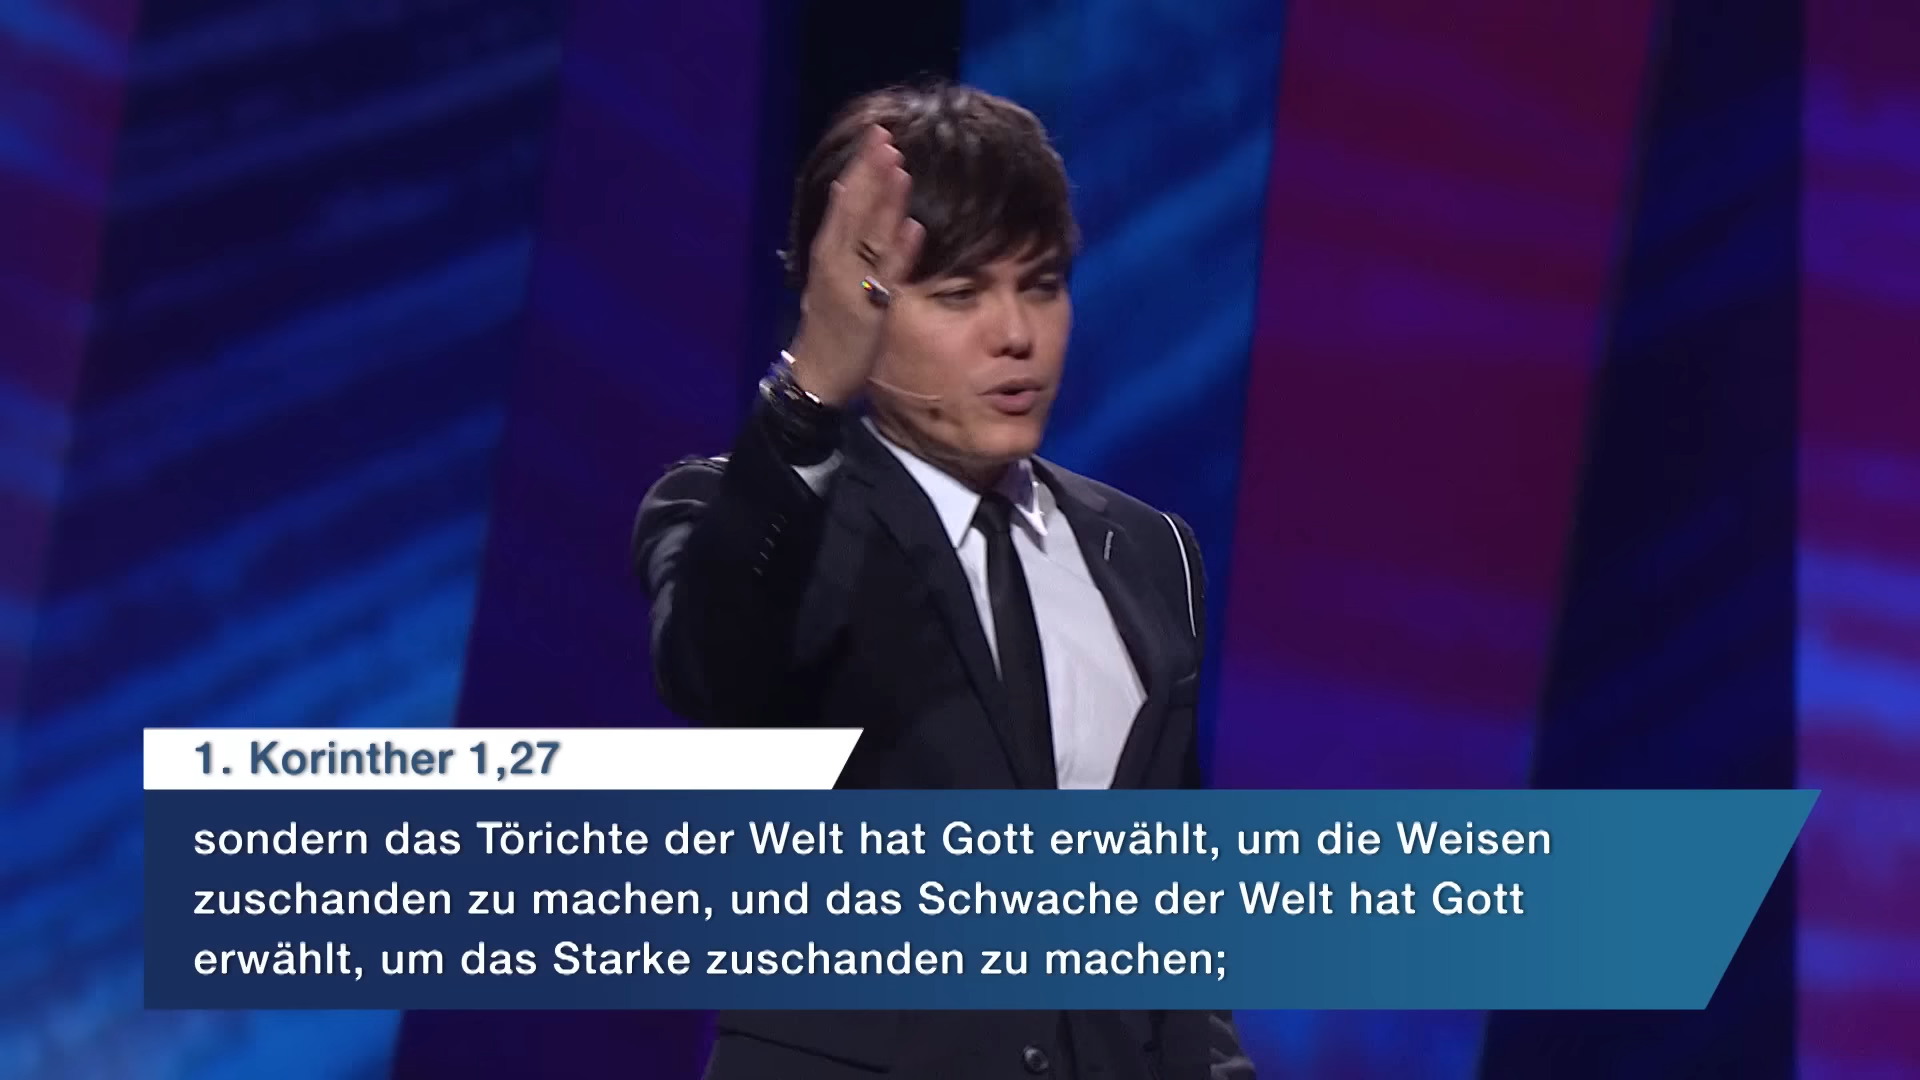 1. Korinther 1,27
sondern das Törichte der Welt hat Gott erwählt, um die Weisen
zuschanden zu machen, und das Schwache der Welt hat Gott
erwählt, um das Starke zuschanden zu machen;